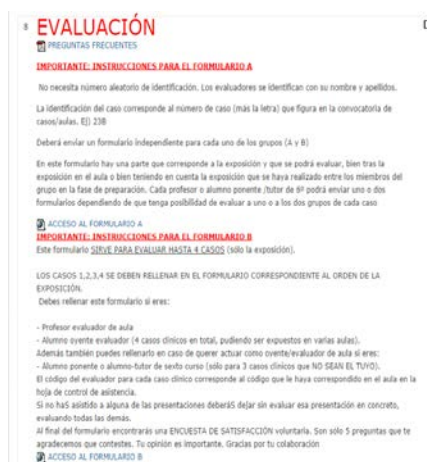 8 EVALUACIÓN
PREGUNTAS FRECUENTES
IMPORTANTE: INSTRUCCIONES PARA EL FORMULARIO A
No necesita número aleatorio de identificación. Los evaluadores se identifican con su nombre y apellidos.
La identificación del caso corresponde al número de caso (más la letra) que figura en la convocatoria de
casos/aulas. Ej) 23B
Deberá enviar un formulario independiente para cada uno de los grupos (A y B)
En este formulario hay una parte que corresponde a la exposición y que se podrá evaluar, bien tras la
exposición en el aula o bien teniendo en cuenta la exposición que se haya realizado entre los miembros del
grupo en la fase de preparación. Cada profesor o alumno ponente /tutor de 6º podrá enviar uno o dos
formularios dependiendo de que tenga posibilidad de evaluar a uno o a los dos grupos de cada caso
ACCESO AL FORMULARIO A
IMPORTANTE: INSTRUCCIONES PARA EL FORMULARIO B
Este formulario SIRVE PARA EVALUAR HASTA 4 CASOS (sólo la exposición).
LOS CASOS 1,2,3,4 SE DEBEN RELLENAR EN EL FORMULARIO CORRESPONDIENTE AL ORDEN DE LA
EXPOSICIÓN.
Debes rellenar este formulario si eres:
- Profesor evaluador de aula
- Alumno oyente evaluador (4 casos clínicos en total, pudiendo ser expuestos en varias aulas).
Además también puedes rellenarlo en caso de querer actuar como oyente/evaluador de aula si eres:
- Alumno ponente o alumno-tutor de sexto curso (sólo para 3 casos clínicos que NO SEAN EL TUYO).
El código del evaluador para cada caso clínico corresponde al código que le haya correspondido en el aula en la
hoja de control de asistencia.
Si no haS asistido a alguna de las presentaciones deberáS dejar sin evaluar esa presentación en concreto,
evaluando todas las demás.
Al final del formulario encontrarás una ENCUESTA DE SATISFACCIÓN voluntaria. Son sólo 5 preguntas que te
agradecemos que contestes. Tu opinión es importante. Gracias por tu colaboración
ACCESO AL FORMULARIO B